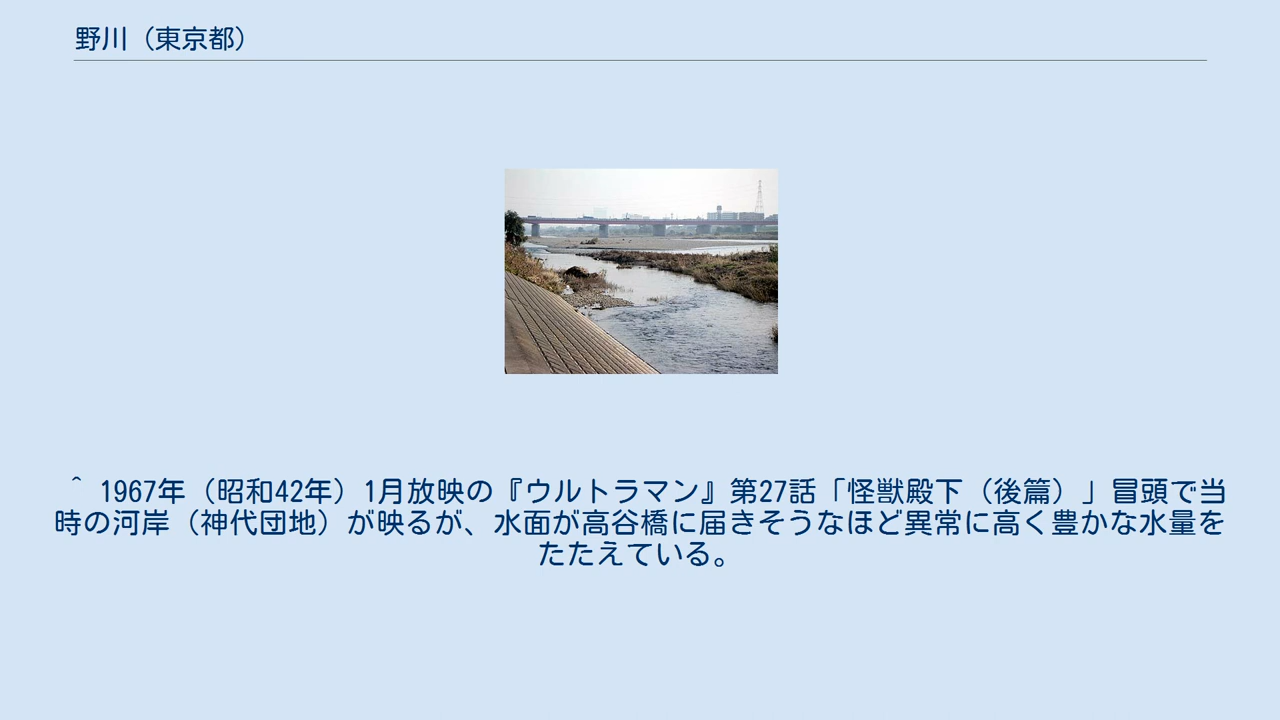 野川（東京都）
＾ 1967年（昭和42年）1月放映の『ウルトラマン』第27話「怪獣殿下（後篇）」冒頭で当
時の河岸（神代団地）が映るが、水面が高谷橋に届きそうなほど異常に高く豊かな水量を
たたえている。